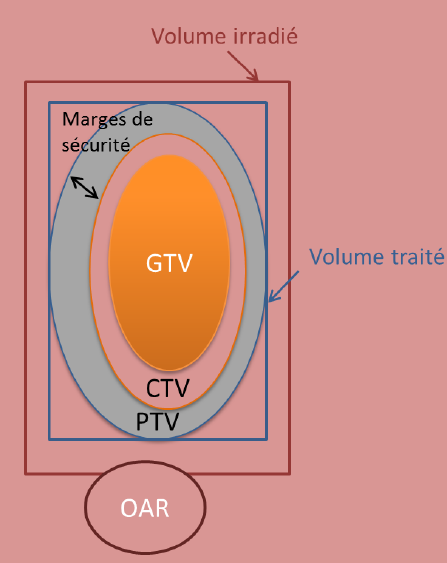 Volume irradié
Marges de
sécurité
GTV
Volume traité
CTV
PTV
OAR